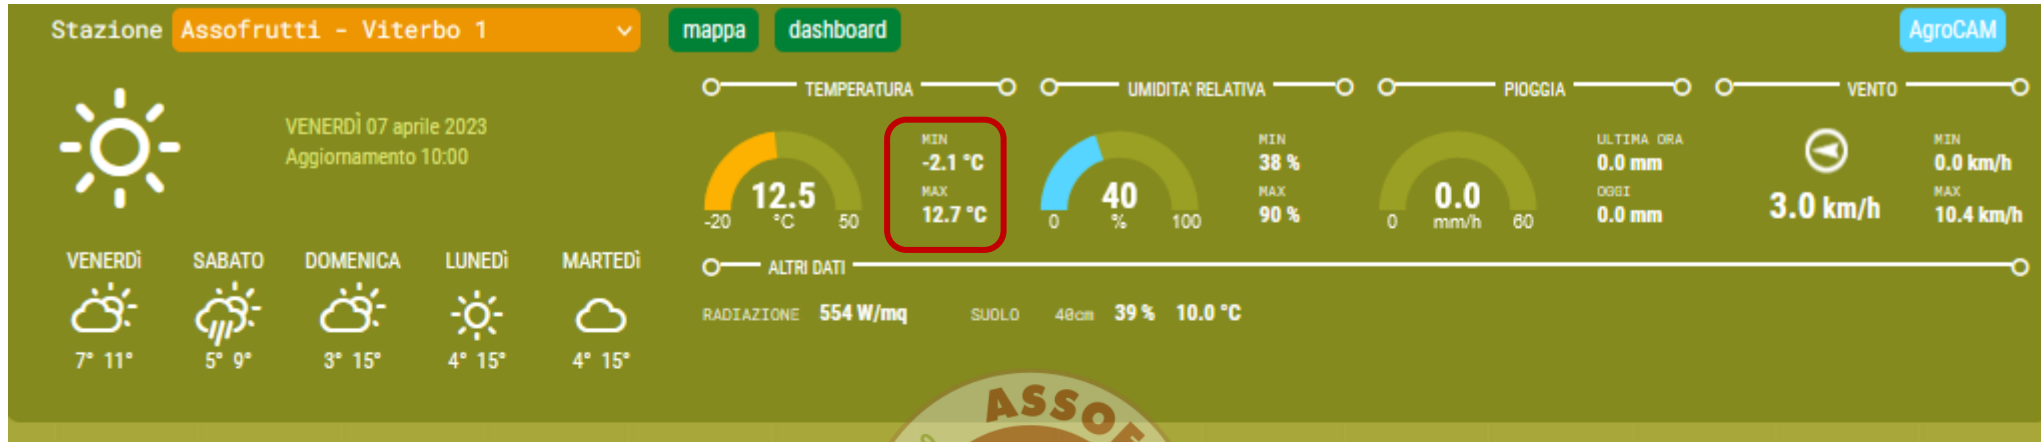 Stazione Assofrutti - Viterbo 1 mappa dashboard AgroCAM
VENERDÌ 07 aprile 2023
Aggiornamento 10:00
TEMPERATURA
12.5
°C
-20 50
MIN
-2.1 °C
MAX
12.7 °C
UMIDITA' RELATIVA
40
%
0 100
MIN
38 %
MAX
90 %
PIOGGIA
0.0
mm/h
0 60
ULTIMA ORA
0.0 mm
OGGI
0.0 mm
VENTO
3.0 km/h
MIN
0.0 km/h
MAX
10.4 km/h
VENERDÌ SABATO DOMENICA LUNEDÌ MARTEDÌ
7° 11° 5° 9° 3° 15° 4° 15° 4° 15°
ALTRI DATI
RADIAZIONE 554 W/mq SUOLO 40cm 39 % 10.0 °C
ASSOF